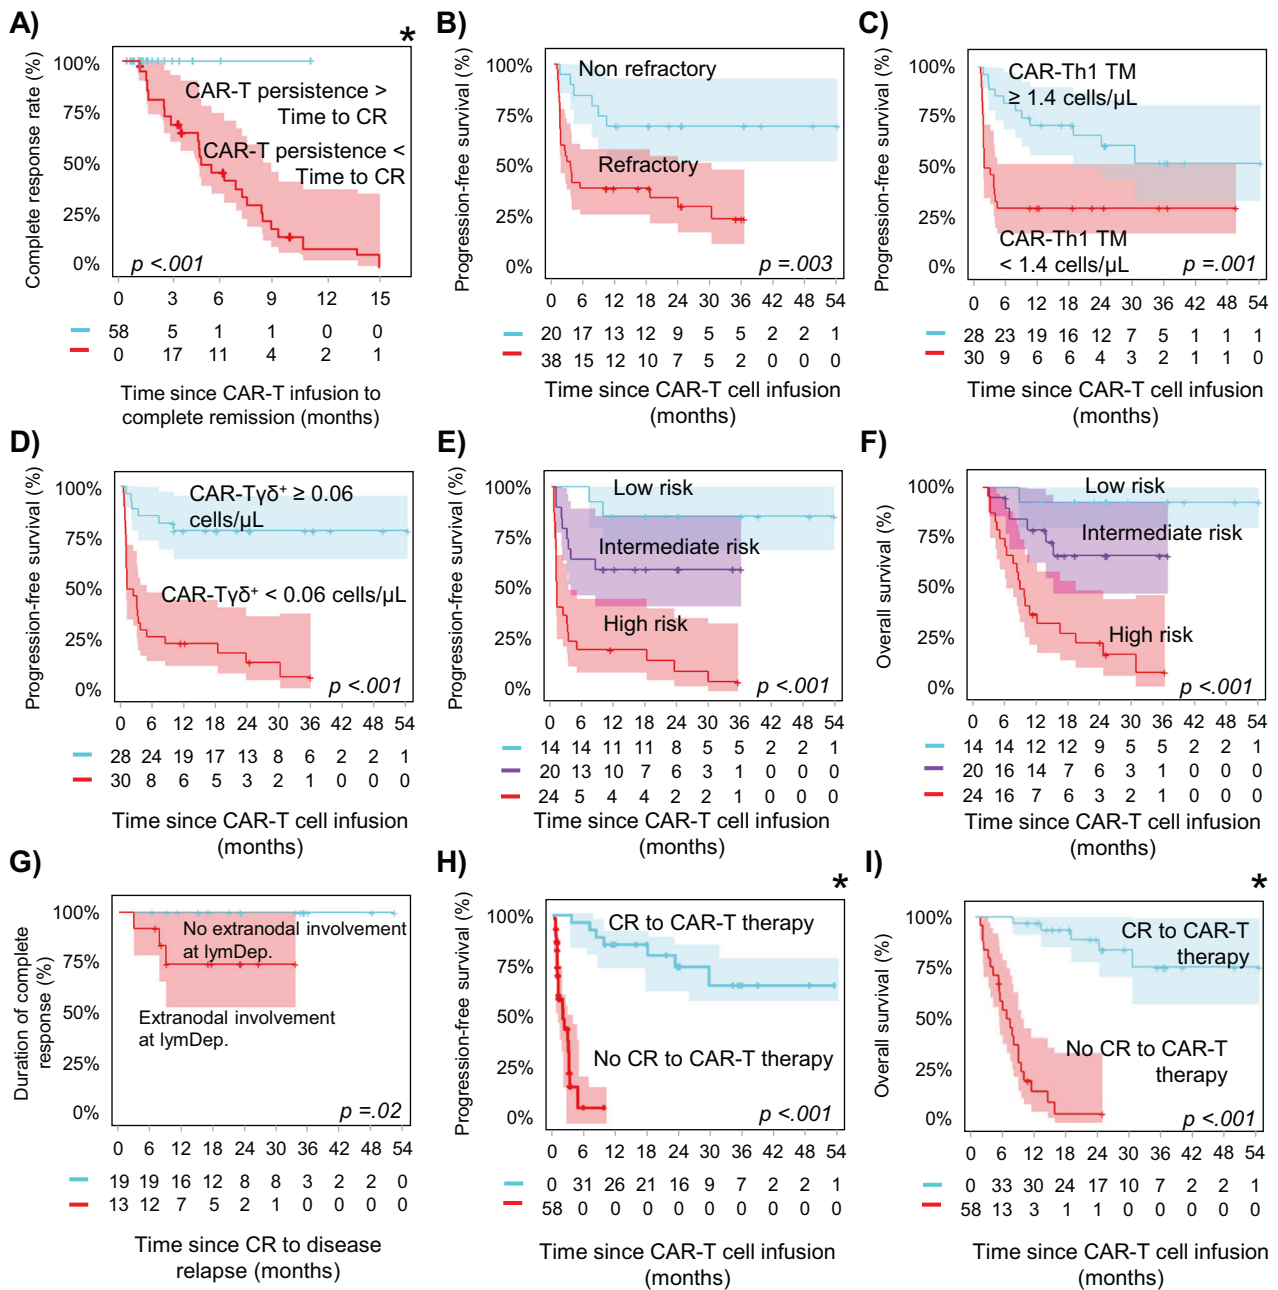 A)
*
Complete response rate (%)
100%
75%
50%
25%
0%
CAR-T persistence >
Time to CR
CAR-T persistence <
Time to CR
p <.001
0 3 6 9 12 15
58 5 1 1 0 0
0 17 11 4 2 1
Time since CAR-T infusion to
complete remission (months)
B)
Progression-free survival (%)
100%
75%
50%
25%
0%
Non refractory
Refractory
p =.003
0 6 12 18 24 30 36 42 48 54
20 17 13 12 9 5 5 2 2 1
38 15 12 10 7 5 2 0 0 0
Time since CAR-T cell infusion
(months)
C)
Progression-free survival (%)
100%
75%
50%
25%
0%
CAR-Th1 TM
≥ 1.4 cells/µL
CAR-Th1 TM
< 1.4 cells/µL
p =.001
0 6 12 18 24 30 36 42 48 54
28 23 19 16 12 7 5 1 1 1
30 9 6 6 4 3 2 1 1 0
Time since CAR-T cell infusion
(months)
D)
Progression-free survival (%)
100%
75%
50%
25%
0%
CAR-Tγδ⁺ ≥ 0.06
cells/µL
CAR-Tγδ⁺ < 0.06 cells/µL
p <.001
0 6 12 18 24 30 36 42 48 54
28 24 19 17 13 8 6 2 2 1
30 8 6 5 3 2 1 0 0 0
Time since CAR-T cell infusion
(months)
E)
Progression-free survival (%)
100%
75%
50%
25%
0%
Low risk
Intermediate risk
High risk
p <.001
0 6 12 18 24 30 36 42 48 54
14 14 11 11 8 5 5 2 2 1
20 13 10 7 6 3 1 0 0 0
24 5 4 4 2 2 1 0 0 0
Time since CAR-T cell infusion
(months)
F)
Overall survival (%)
100%
75%
50%
25%
0%
Low risk
Intermediate risk
High risk
p <.001
0 6 12 18 24 30 36 42 48 54
14 14 12 12 9 5 5 2 2 1
20 16 14 7 6 3 1 0 0 0
24 16 7 6 3 2 1 0 0 0
Time since CAR-T cell infusion
(months)
G)
Duration of complete
response (%)
100%
75%
50%
25%
0%
No extranodal involvement
at lymDep.
Extranodal involvement
at lymDep.
p =.02
0 6 12 18 24 30 36 42 48 54
19 19 16 12 8 8 3 2 2 0
13 12 7 5 2 1 0 0 0 0
Time since CR to disease
relapse (months)
H)
*
Progression-free survival (%)
100%
75%
50%
25%
0%
CR to CAR-T therapy
No CR to CAR-T therapy
p <.001
0 6 12 18 24 30 36 42 48 54
0 31 26 21 16 9 7 2 2 1
58 0 0 0 0 0 0 0 0 0
Time since CAR-T cell infusion
(months)
I)
*
Overall survival (%)
100%
75%
50%
25%
0%
CR to CAR-T
therapy
No CR to CAR-T
therapy
p <.001
0 6 12 18 24 30 36 42 48 54
0 33 30 24 17 10 7 2 2 1
58 13 3 1 1 0 0 0 0 0
Time since CAR-T cell infusion
(months)